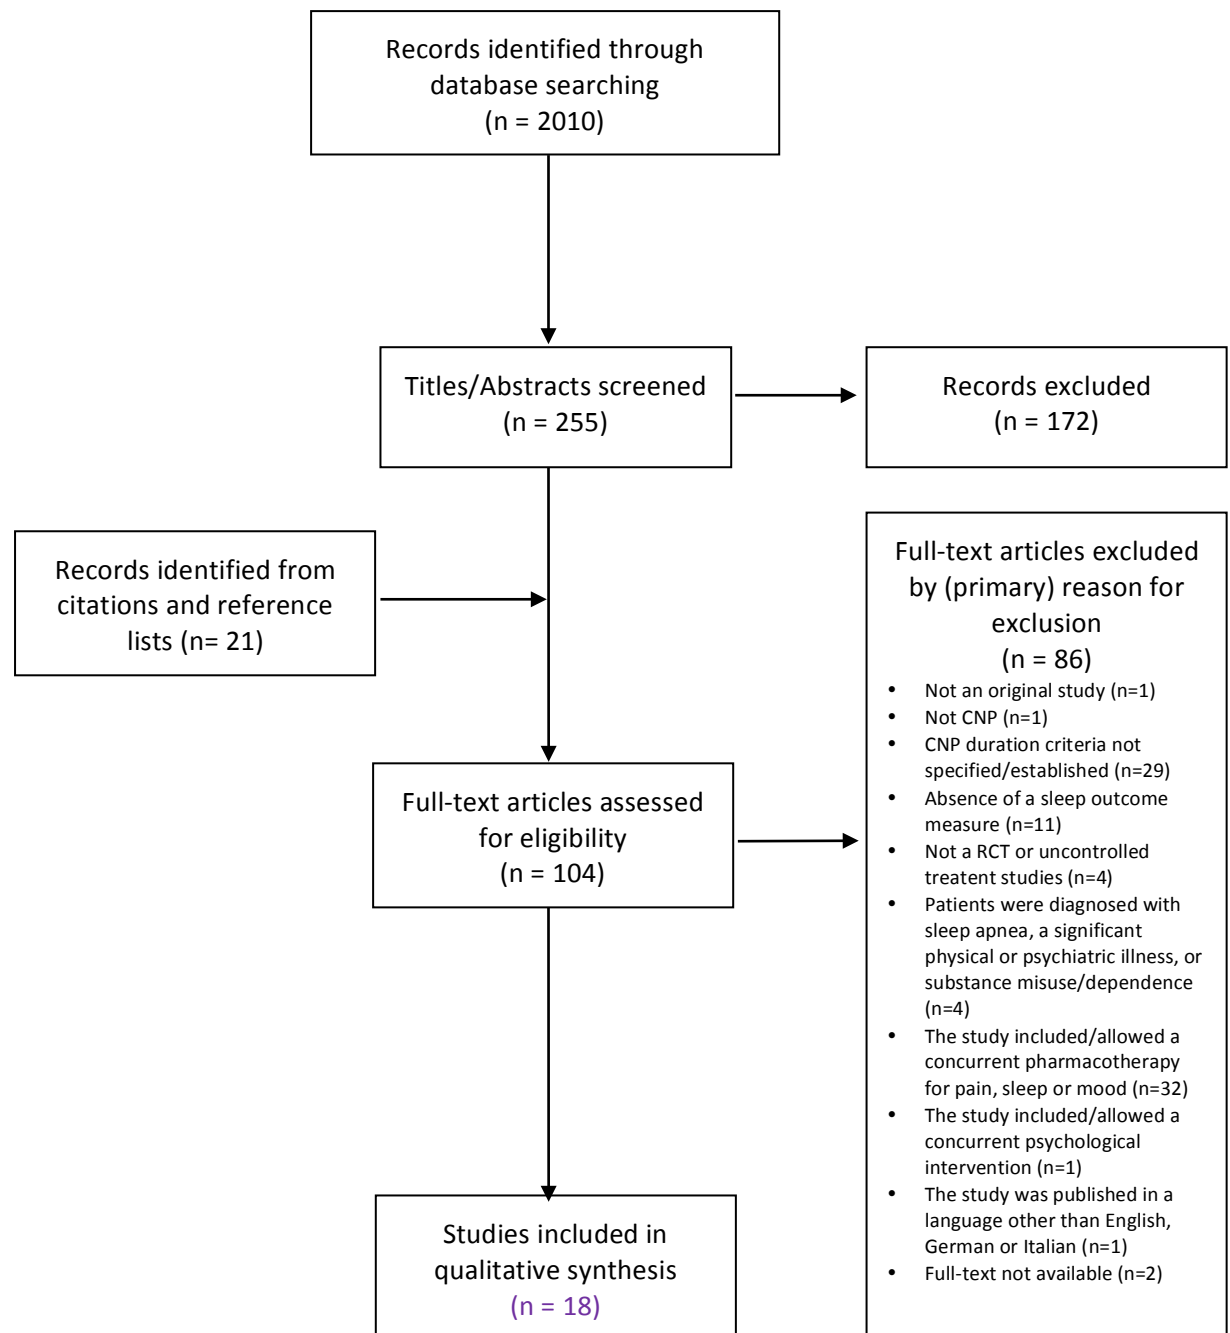 Records identified through
database searching
(n = 2010)
Titles/Abstracts screened
(n = 255)
Records excluded
(n = 172)
Records identified from
citations and reference
lists (n= 21)
Full-text articles assessed
for eligibility
(n = 104)
Full-text articles excluded
by (primary) reason for
exclusion
(n = 86)
• Not an original study (n=1)
• Not CNP (n=1)
• CNP duration criteria not
specified/established (n=29)
• Absence of a sleep outcome
measure (n=11)
• Not a RCT or uncontrolled
treatent studies (n=4)
• Patients were diagnosed with
sleep apnea, a significant
physical or psychiatric illness, or
substance misuse/dependence
(n=4)
• The study included/allowed a
concurrent pharmacotherapy
for pain, sleep or mood (n=32)
• The study included/allowed a
concurrent psychological
intervention (n=1)
• The study was published in a
language other than English,
German or Italian (n=1)
• Full-text not available (n=2)
Studies included in
qualitative synthesis
(n = 18)